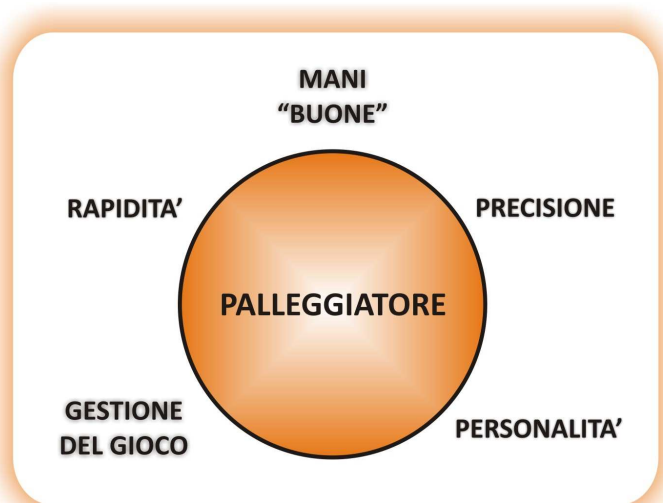 MANI
“BUONE”
RAPIDITA’
PRECISIONE
PALLEGGIATORE
GESTIONE
DEL GIOCO
PERSONALITA’